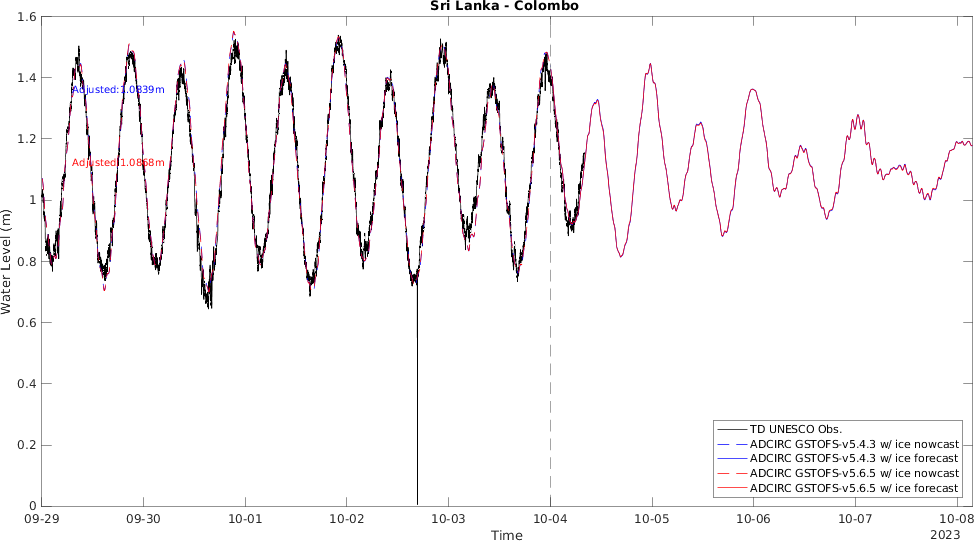 Sri Lanka - Colombo
1.6
1.4
1.2
1
0.8
0.6
0.4
0.2
0
Water Level (m)
Adjusted:1.0839m
Adjusted:1.0868m
TD UNESCO Obs.
ADCIRC GSTOFS-v5.4.3 w/ ice nowcast
ADCIRC GSTOFS-v5.4.3 w/ ice forecast
ADCIRC GSTOFS-v5.6.5 w/ ice nowcast
ADCIRC GSTOFS-v5.6.5 w/ ice forecast
09-29 09-30 10-01 10-02 10-03 10-04 10-05 10-06 10-07 10-08
Time
2023